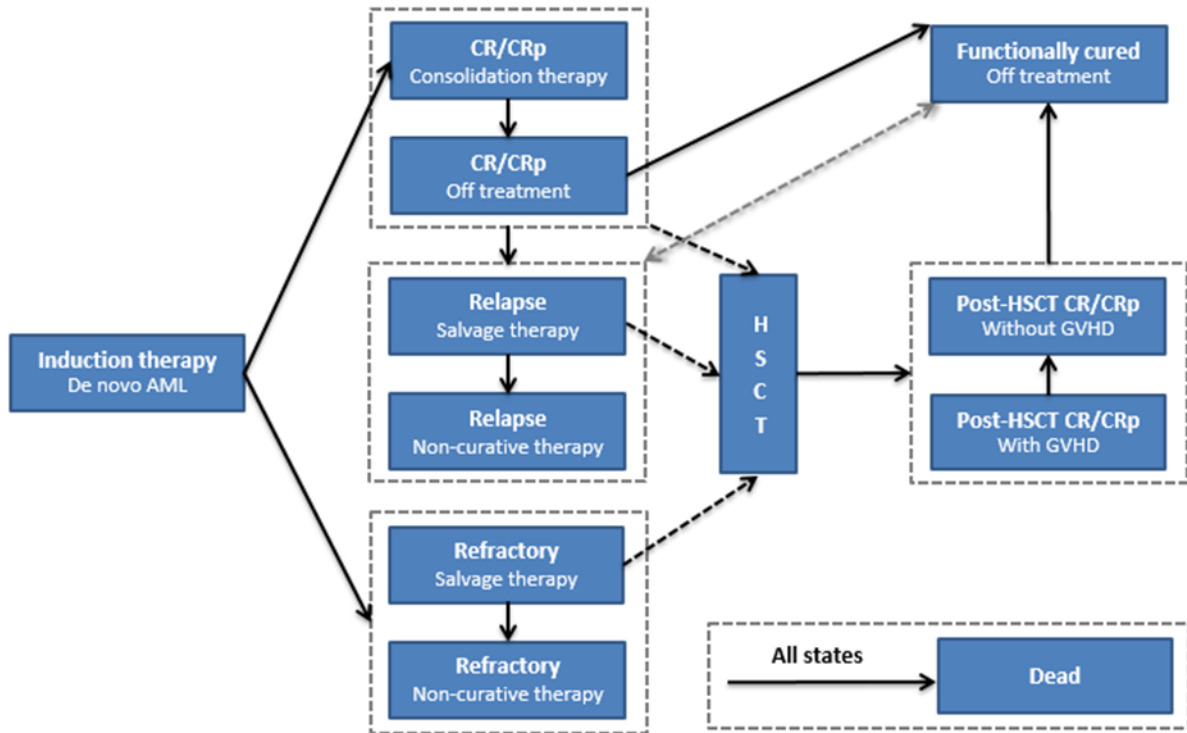 CR/CRp
Consolidation therapy
CR/CRp
Off treatment
Functionally cured
Off treatment
Relapse
Salvage therapy
Relapse
Non-curative therapy
Induction therapy
De novo AML
H
S
C
T
Post-HSCT CR/CRp
Without GVHD
Post-HSCT CR/CRp
With GVHD
Refractory
Salvage therapy
Refractory
Non-curative therapy
All states
Dead